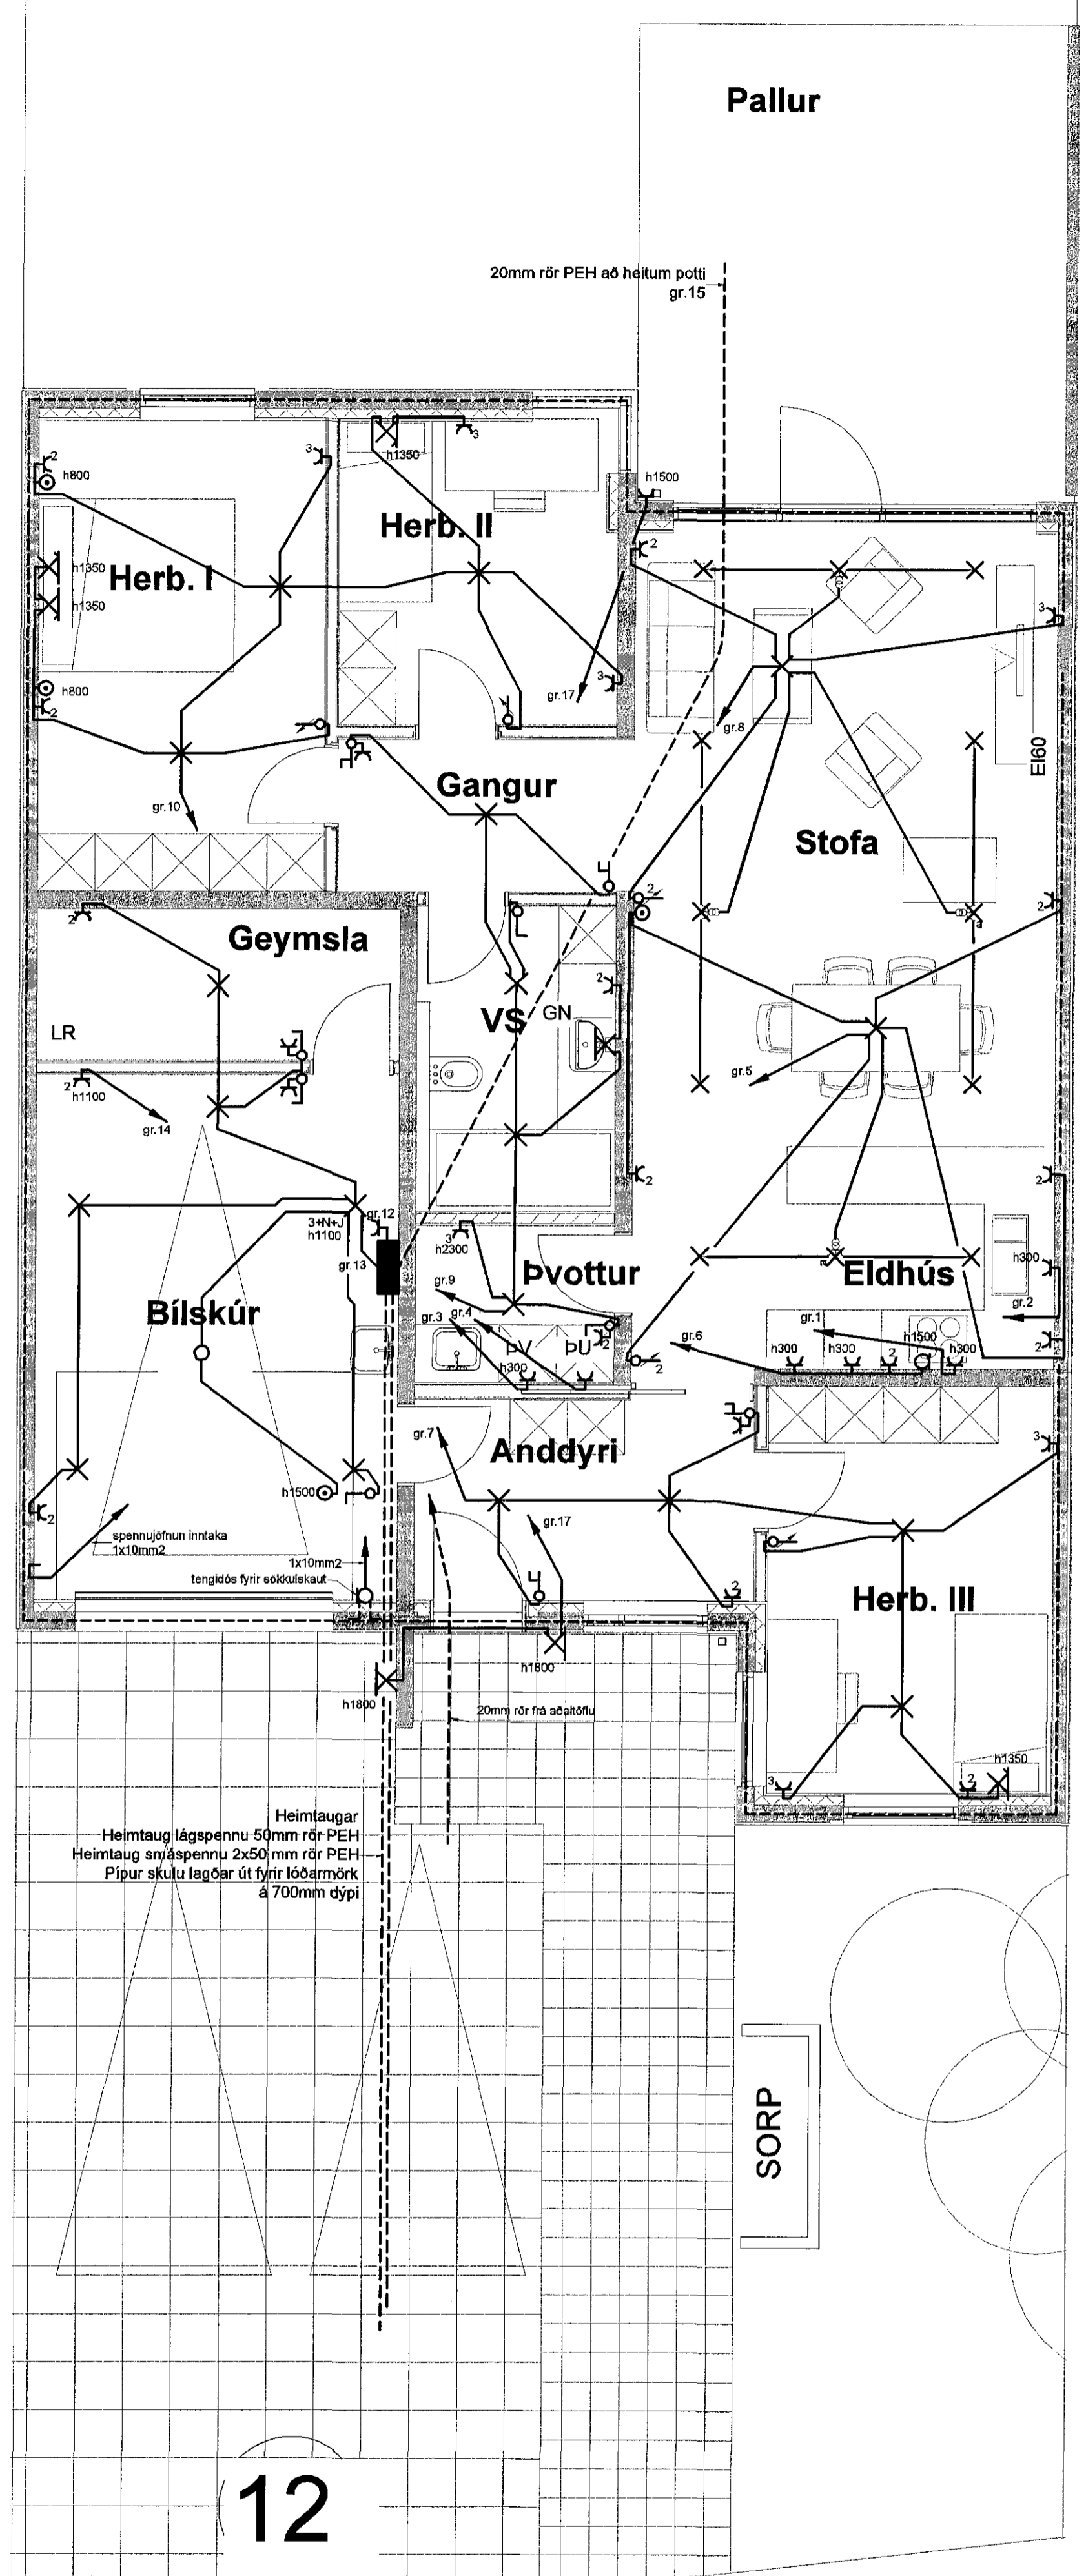 Pallur
20mm rör PEH að heitum potti
gr.15
3
h1350
3
2
h800
h1500
Herb. II
2
h1350
Herb. I
h1350
3
h800
2
3
gr.17
gr.8
EI60
Gangur
gr.10
Stofa
2
2
2
Geymsla
a
2
VS
GN
LR
gr.5
2
h1100
gr.14
2
2
gr.12
3+N+J
h1100
gr.13
3
h2300
Þvottur
a
Eldhús
h300
gr.9
gr.3
gr.4
gr.2
Bílskúr
gr.1
gr.6
h1500
ÞV
ÞU
2
2
h300
h300
h300
2
h300
2
gr.7
Anddyri
3
h1500
2
gr.17
spennujöfnun inntaka
1x10mm2
1x10mm2
tengidós fyrir sökkulskaut
2
Herb. III
h1800
h1800
20mm rör frá aðaltöflu
h1350
3
2
Heimtaugar
Heimtaug lágspennu 50mm rör PEH
Heimtaug smáspennu 2x50 mm rör PEH
Pípur skulu lagðar út fyrir lóðarmörk
á 700mm dýpi
SORP
12